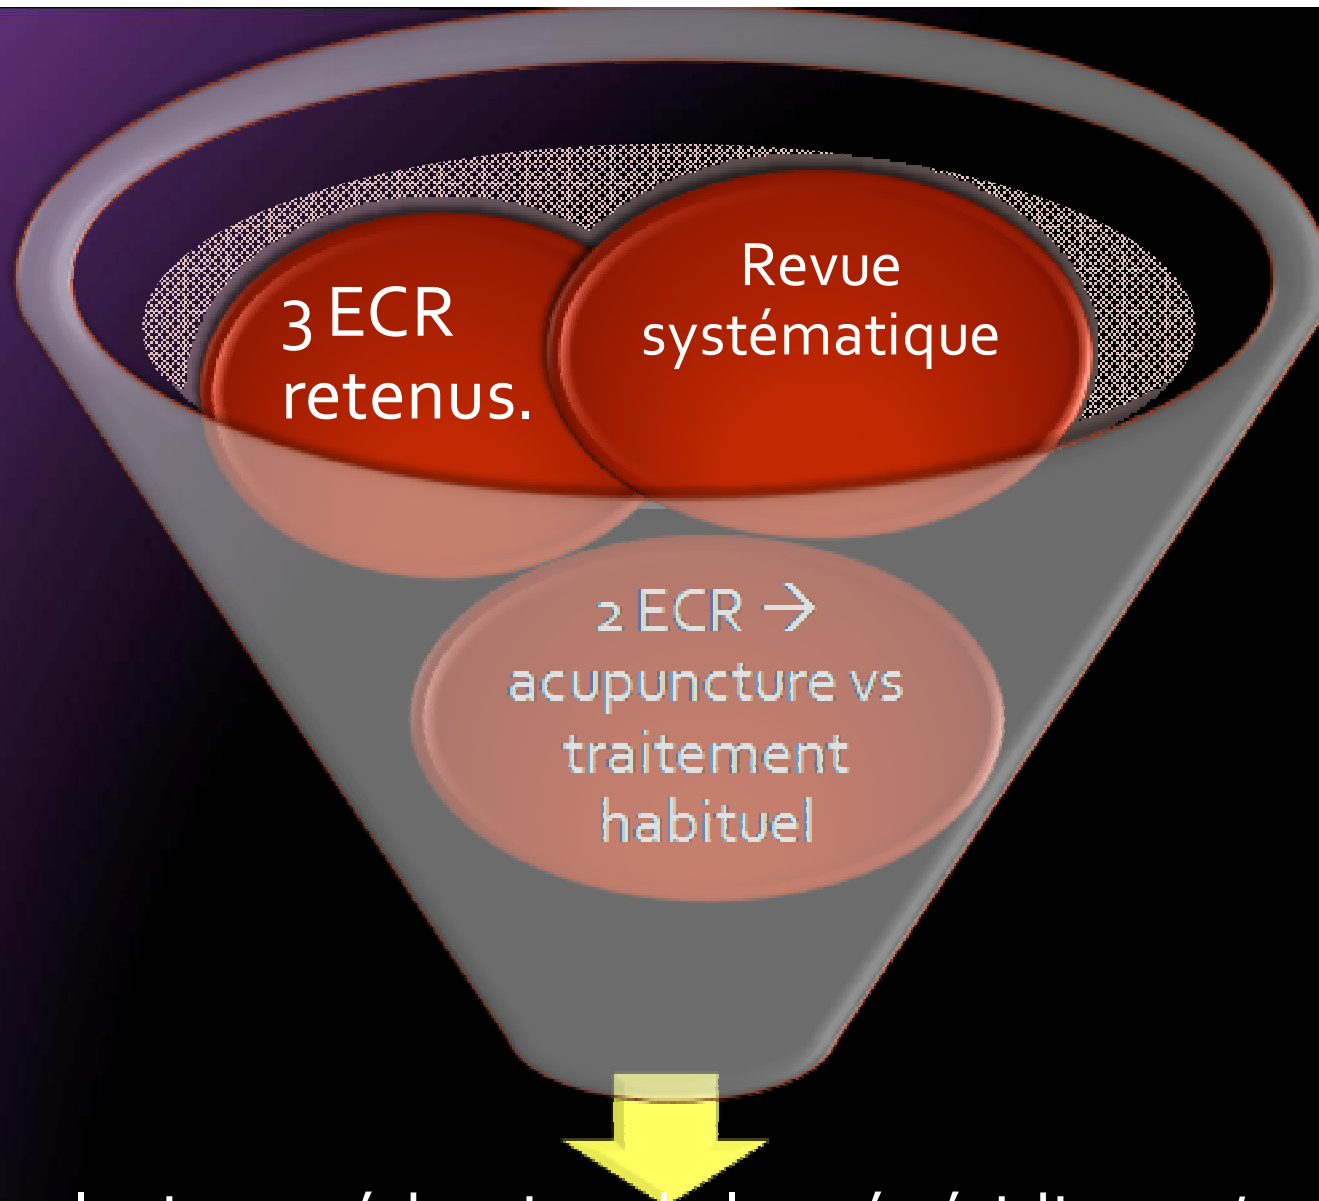 3 ECR
retenus.
Revue
systématique
2 ECR →
acupuncture vs
traitement
habituel